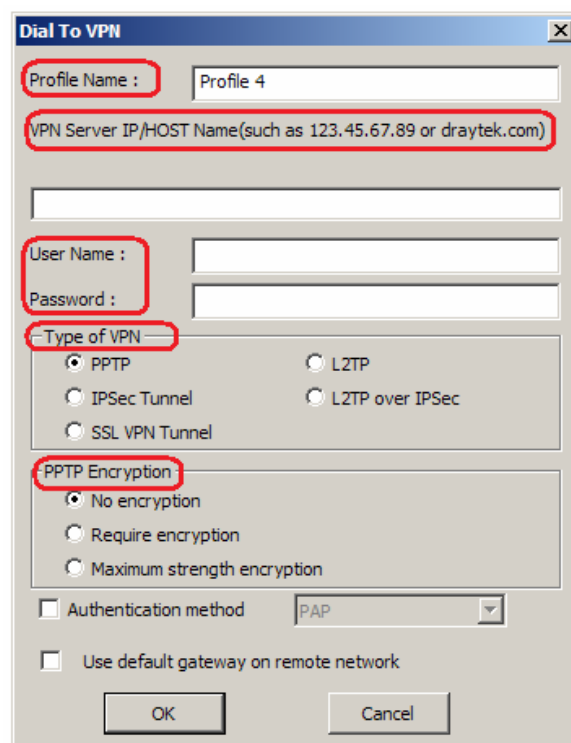 Dial To VPN
Profile Name : Profile 4
VPN Server IP/HOST Name(such as 123.45.67.89 or draytek.com)
User Name :
Password :
Type of VPN
PPTP L2TP
IPSec Tunnel L2TP over IPSec
SSL VPN Tunnel
PPTP Encryption
No encryption
Require encryption
Maximum strength encryption
Authentication method PAP
Use default gateway on remote network
OK Cancel